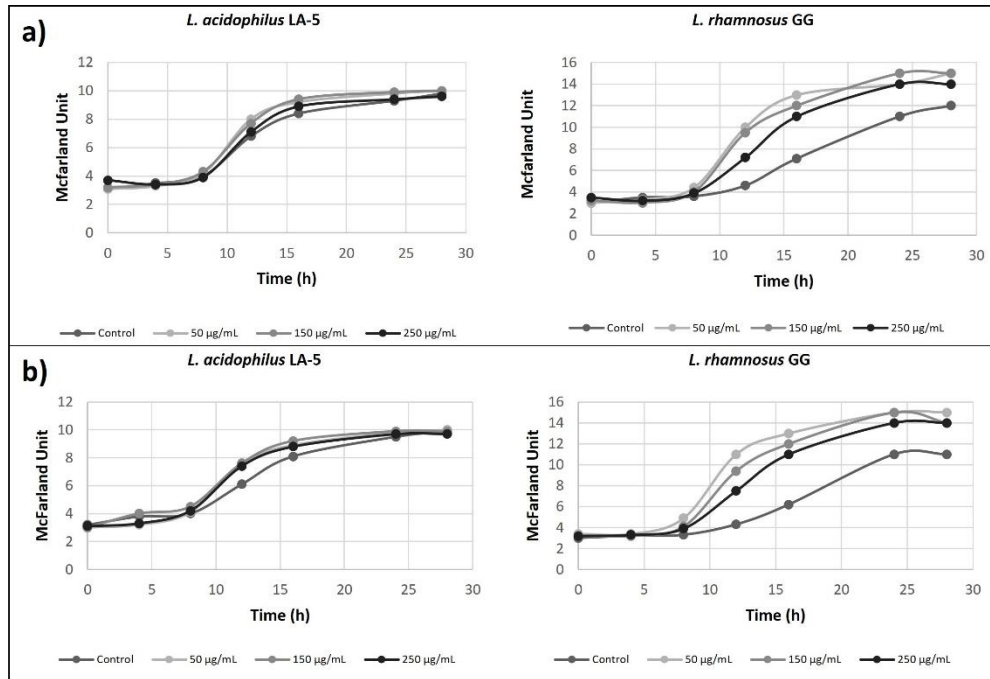 a)
L. acidophilus LA-5
Mcfarland Unit
12
10
8
6
4
2
0
0 5 10 15 20 25 30
Time (h)
Control 50 µg/mL 150 µg/mL 250 µg/mL
L. rhamnosus GG
Mcfarland Unit
16
14
12
10
8
6
4
2
0
0 5 10 15 20 25 30
Time (h)
Control 50 µg/mL 150 µg/mL 250 µg/mL
b)
L. acidophilus LA-5
McFarland Unit
12
10
8
6
4
2
0
0 5 10 15 20 25 30
Time (h)
Control 50 µg/mL 150 µg/mL 250 µg/mL
L. rhamnosus GG
McFarland Unit
16
14
12
10
8
6
4
2
0
0 5 10 15 20 25 30
Time (h)
Control 50 µg/mL 150 µg/mL 250 µg/mL